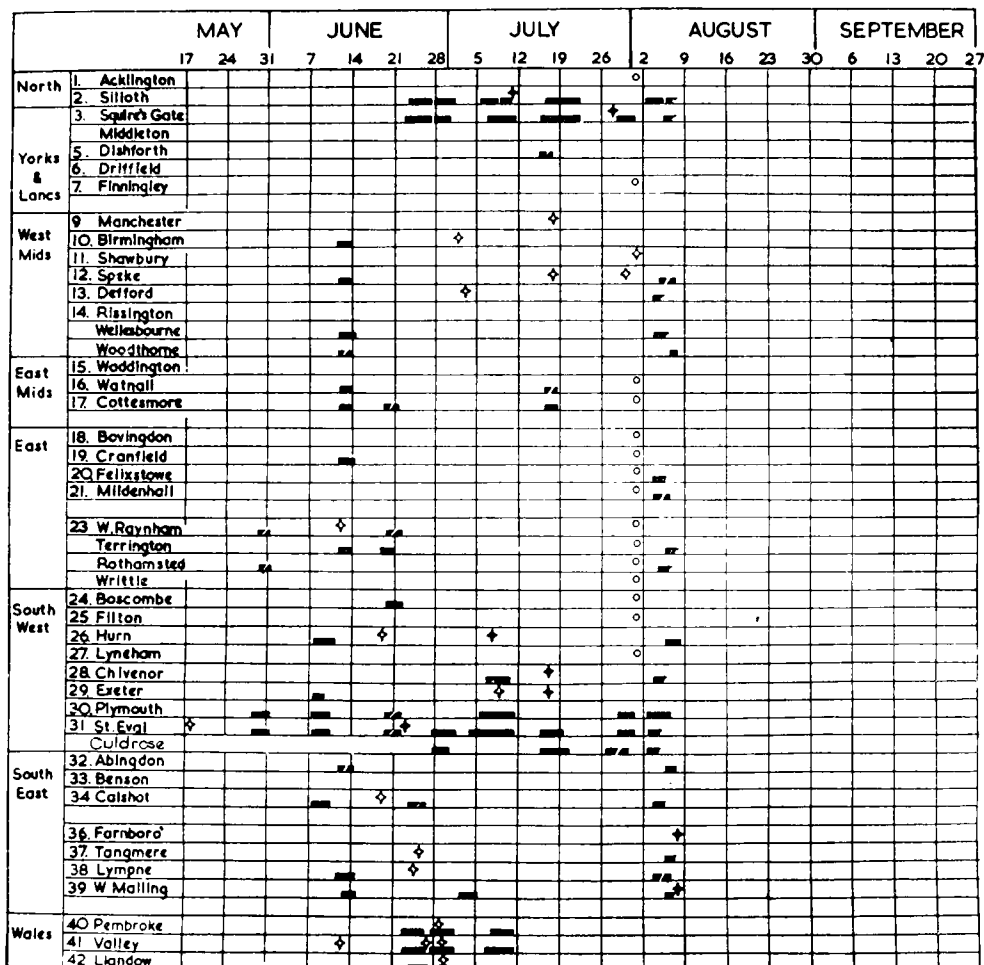 MAY JUNE JULY AUGUST SEPTEMBER
17 24 31 7 14 21 28 5 12 19 26 2 9 16 23 30 6 13 20 27
North
1. Acklington
2. Silloth
3. Squire's Gate
Middleton
Yorks & Lancs
5. Dishforth
6. Driffield
7. Finningley
West Mids
9 Manchester
10. Birmingham
11. Shawbury
12. Speke
13. Defford
14. Rissington
Wellesbourne
Woodthorne
East Mids
15. Waddington
16. Watnall
17. Cottesmore
East
18. Bovingdon
19. Cranfield
20. Felixstowe
21. Mildenhall
23 W. Raynham
Terrington
Rothamsted
Writtle
South West
24. Boscombe
25 Filton
26. Hurn
27. Lyneham
28. Chivenor
29. Exeter
30. Plymouth
31 St. Eval
Culdrose
South East
32. Abingdon
33. Benson
34 Calshot
36. Farnboro'
37. Tangmere
38 Lympne
39 W Malling
Wales
40 Pembroke
41 Valley
42 Llandow